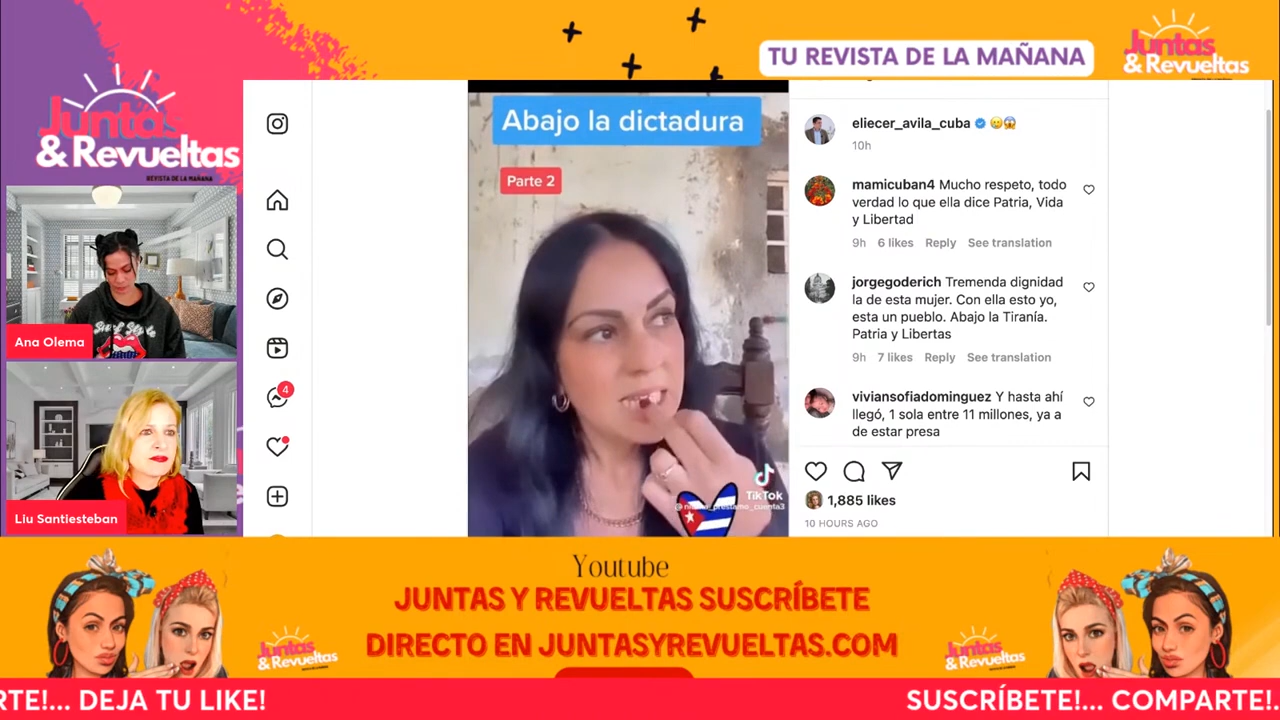 TU REVISTA DE LA MAÑANA
Juntas
& Revueltas
Juntas
& Revueltas
REVISTA DE LA MAÑANA
Ana Olema
Liu Santiesteban
4
Abajo la dictadura
Parte 2
TikTok
eliecer_avila_cuba
10h
mamicuban4 Mucho respeto, todo
verdad lo que ella dice Patria, Vida
y Libertad
9h 6 likes Reply See translation
jorgegoderich Tremenda dignidad
la de esta mujer. Con ella esto yo,
esta un pueblo. Abajo la Tiranía.
Patria y Libertas
9h 7 likes Reply See translation
viviansofiadominguez Y hasta ahí
llegó, 1 sola entre 11 millones, ya a
de estar presa
1,885 likes
10 HOURS AGO
Youtube
JUNTAS Y REVUELTAS SUSCRÍBETE
DIRECTO EN JUNTASYREVUELTAS.COM
Juntas
& Revueltas
Juntas
& Revueltas
RTE!... DEJA TU LIKE!
SUSCRÍBETE!... COMPARTE!.